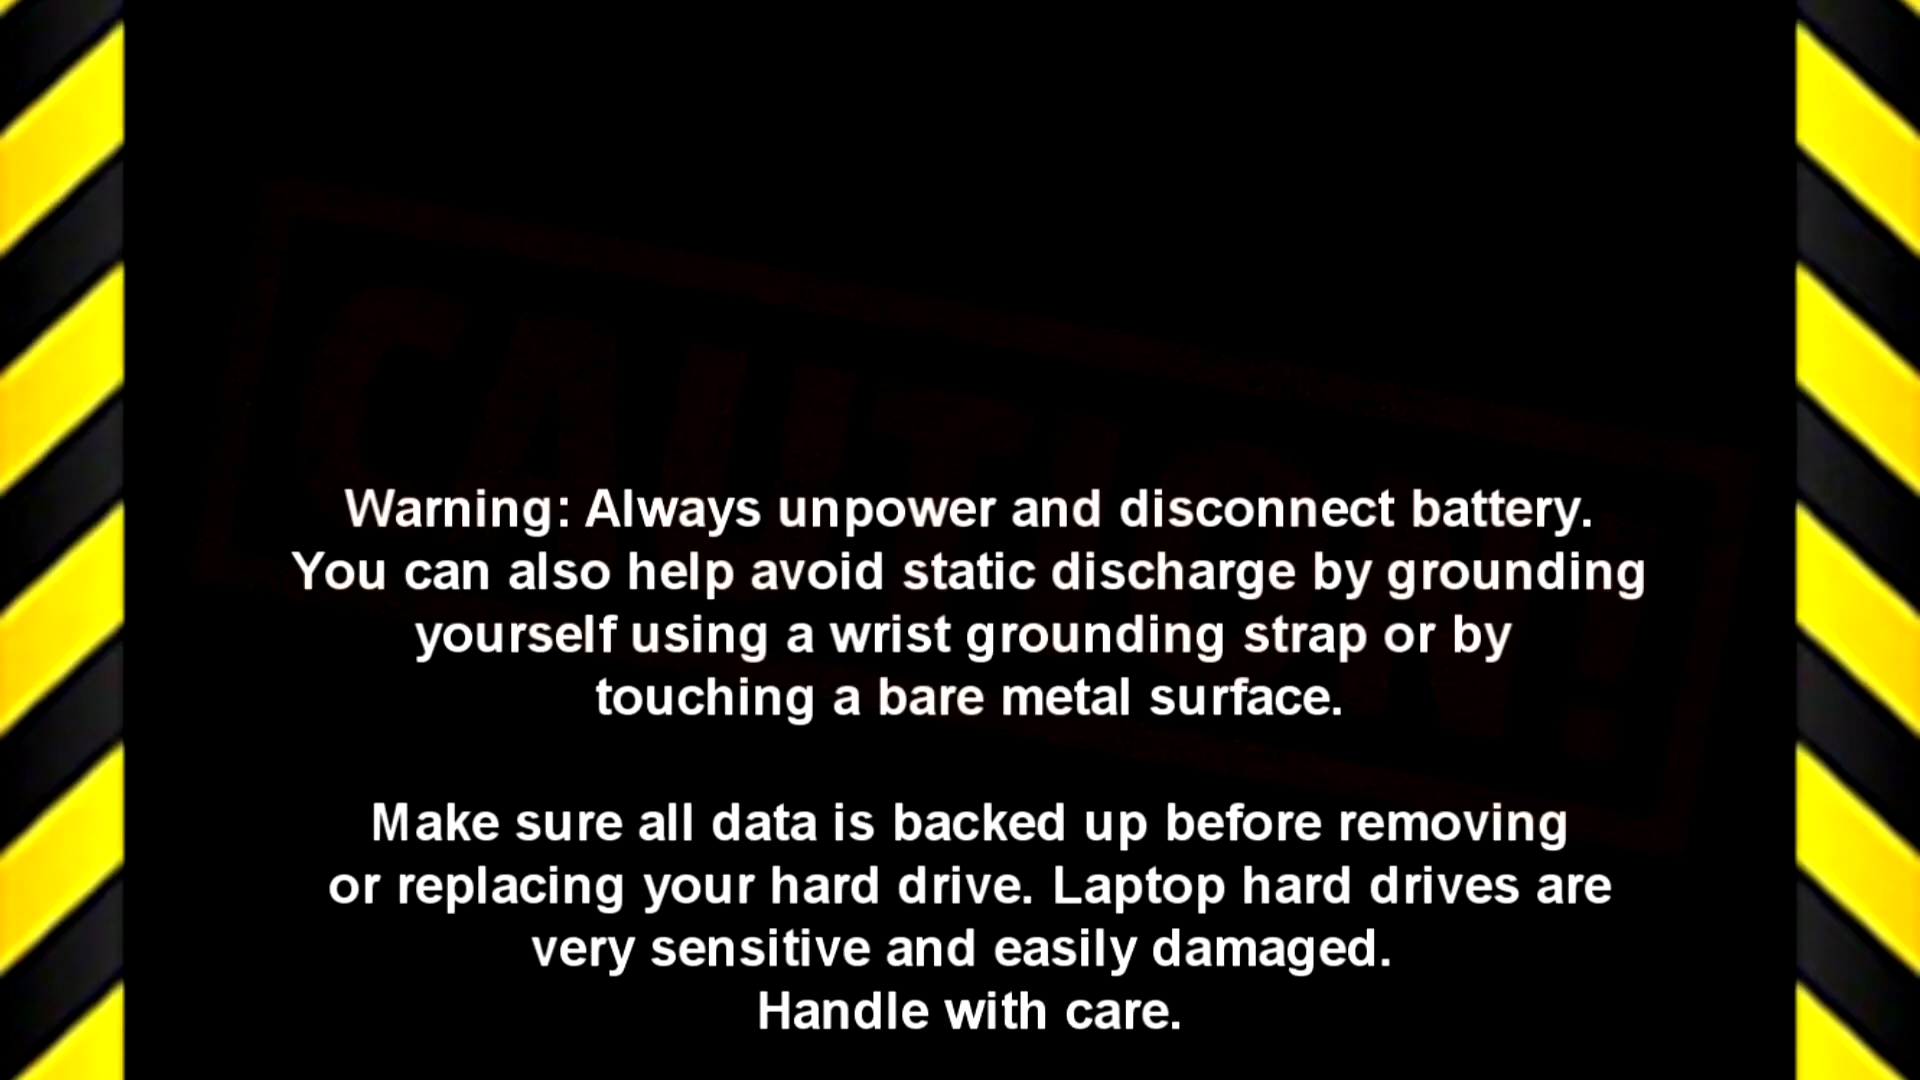 CAUTION!
Warning: Always unpower and disconnect battery.
You can also help avoid static discharge by grounding
yourself using a wrist grounding strap or by
touching a bare metal surface.
Make sure all data is backed up before removing
or replacing your hard drive. Laptop hard drives are
very sensitive and easily damaged.
Handle with care.